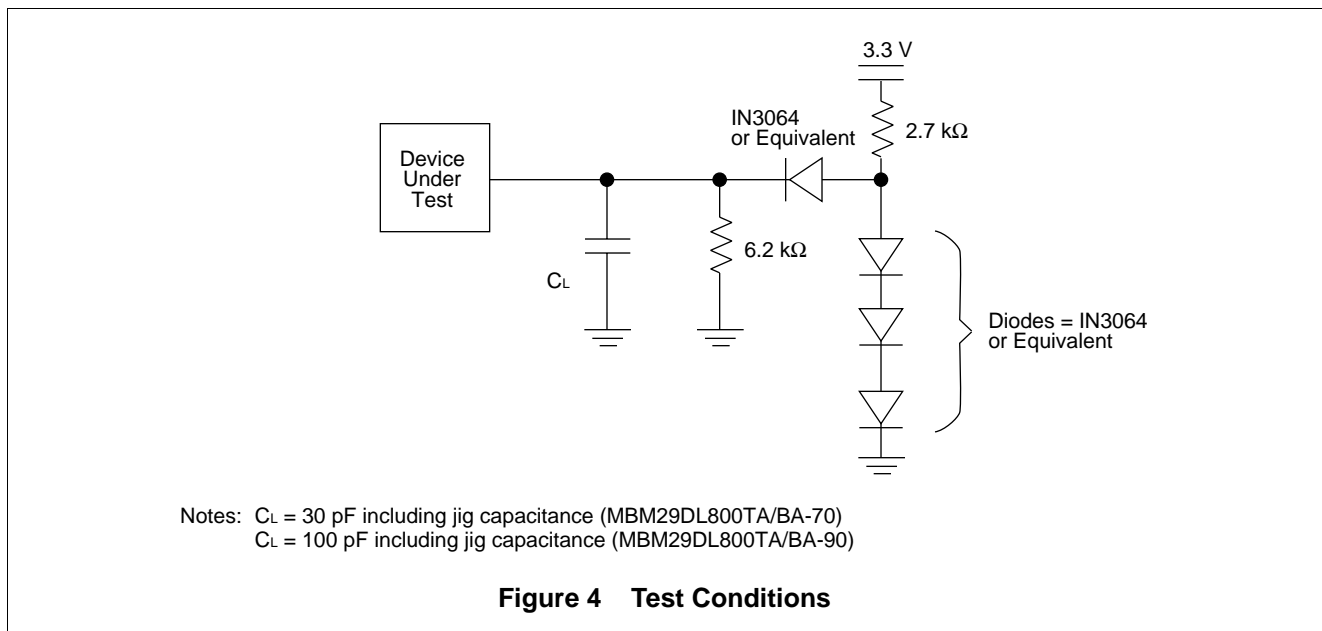 3.3 V
IN3064
or Equivalent
2.7 kΩ
Device
Under
Test
6.2 kΩ
CL
Diodes = IN3064
or Equivalent
Notes: CL = 30 pF including jig capacitance (MBM29DL800TA/BA-70)
CL = 100 pF including jig capacitance (MBM29DL800TA/BA-90)
Figure 4 Test Conditions